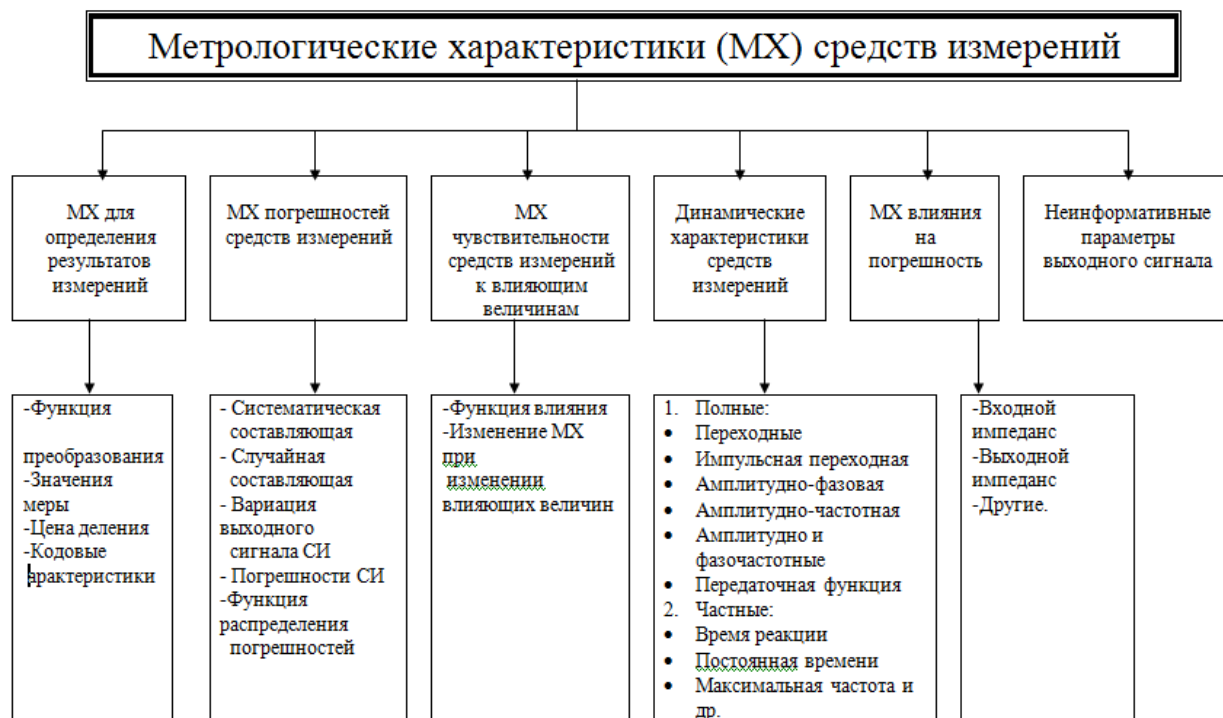 Метрологические характеристики (МХ) средств измерений
МХ для
определения
результатов
измерений
МХ погрешностей
средств измерений
МХ
чувствительности
средств измерений
к влияющим
величинам
Динамические
характеристики
средств
измерений
МХ влияния
на
погрешность
Неинформативные
параметры
выходного сигнала
-Функция
преобразования
-Значения
меры
-Цена деления
-Кодовые
арактеристики
- Систематическая
составляющая
- Случайная
составляющая
- Вариация
выходного
сигнала СИ
- Погрешности СИ
-Функция
распределения
погрешностей
-Функция влияния
-Изменение МХ
при
изменении
влияющих величин
1. Полные:
• Переходные
• Импульсная переходная
• Амплитудно-фазовая
• Амплитудно-частотная
• Амплитудно и
фазочастотные
• Передаточная функция
2. Частные:
• Время реакции
• Постоянная времени
• Максимальная частота и
др.
-Входной
импеданс
-Выходной
импеданс
-Другие.